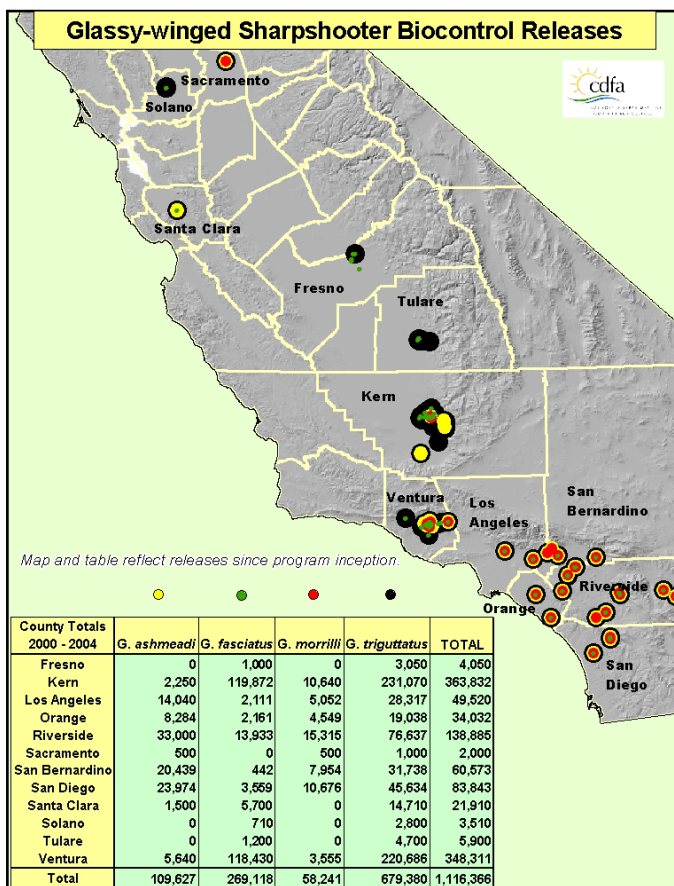 Glassy-winged Sharpshooter Biocontrol Releases
cdfa
Sacramento
Solano
Santa Clara
Fresno
Tulare
Kern
Ventura
Los
Angeles
San
Bernardino
Map and table reflect releases since program inception.
Riverside
Orange
San
Diego
County Totals
2000 - 2004 G. ashmeadi G. fasciatus G. morrilli G. triguttatus TOTAL
Fresno 0 1,000 0 3,050 4,050
Kern 2,250 119,872 10,640 231,070 363,832
Los Angeles 14,040 2,111 5,052 28,317 49,520
Orange 8,284 2,161 4,549 19,038 34,032
Riverside 33,000 13,933 15,315 76,637 138,885
Sacramento 500 0 500 1,000 2,000
San Bernardino 20,439 442 7,954 31,738 60,573
San Diego 23,974 3,559 10,676 45,634 83,843
Santa Clara 1,500 5,700 0 14,710 21,910
Solano 0 710 0 2,800 3,510
Tulare 0 1,200 0 4,700 5,900
Ventura 5,640 118,430 3,555 220,686 348,311
Total 109,627 269,118 58,241 679,380 1,116,366